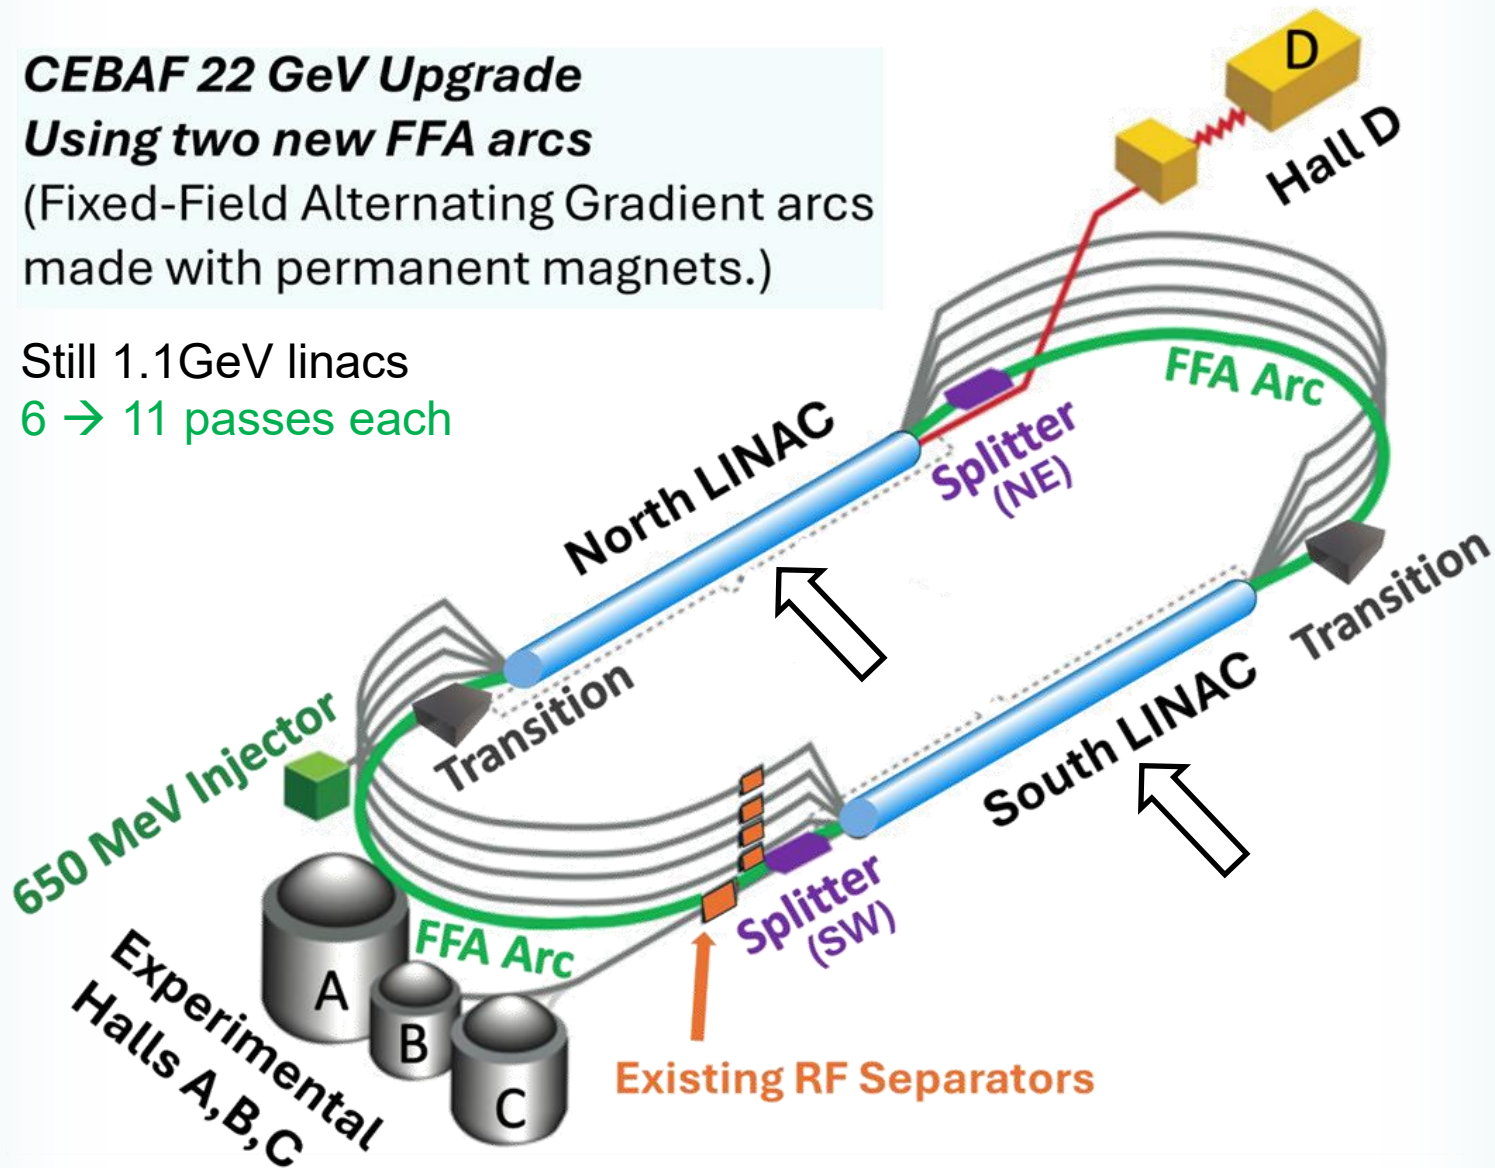 CEBAF 22 GeV Upgrade
Using two new FFA arcs
(Fixed-Field Alternating Gradient arcs
made with permanent magnets.)
Still 1.1GeV linacs
6 → 11 passes each
D
Hall D
FFA Arc
North LINAC
Splitter
(NE)
Transition
Transition
South LINAC
650 MeV Injector
Splitter
(SW)
FFA Arc
A
B
C
Experimental
Halls A,B,C
Existing RF Separators